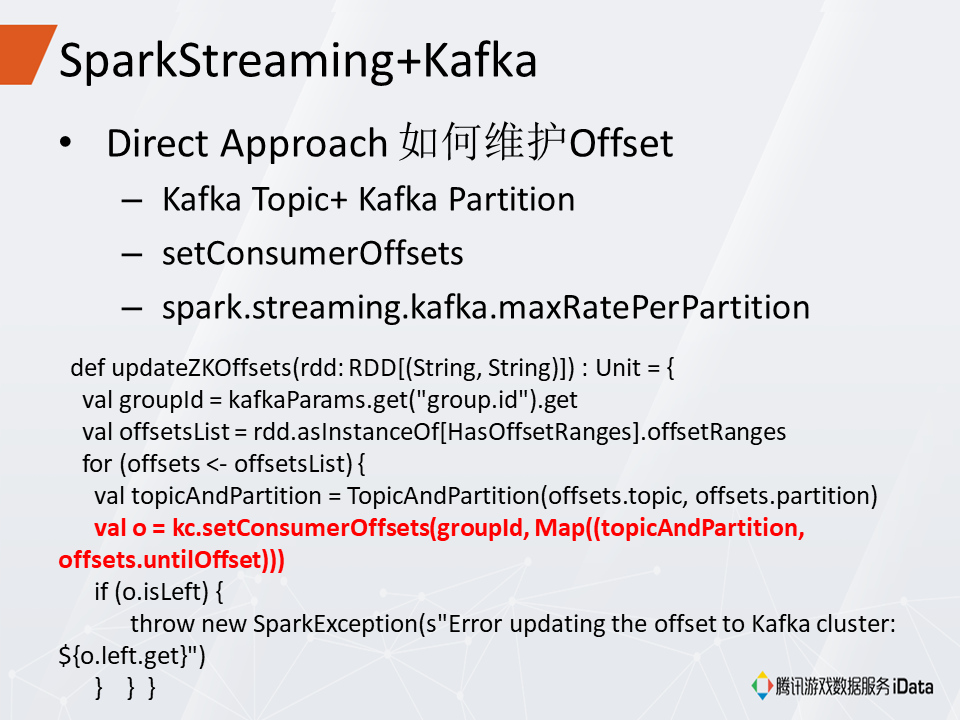 SparkStreaming+Kafka
• Direct Approach 如何维护Offset
– Kafka Topic+ Kafka Partition
– setConsumerOffsets
– spark.streaming.kafka.maxRatePerPartition
def updateZKOffsets(rdd: RDD[(String, String)]) : Unit = {
val groupId = kafkaParams.get("group.id").get
val offsetsList = rdd.asInstanceOf[HasOffsetRanges].offsetRanges
for (offsets <- offsetsList) {
val topicAndPartition = TopicAndPartition(offsets.topic, offsets.partition)
val o = kc.setConsumerOffsets(groupId, Map((topicAndPartition,
offsets.untilOffset)))
if (o.isLeft) {
throw new SparkException(s"Error updating the offset to Kafka cluster:
${o.left.get}")
} } }
腾讯游戏数据服务 iData